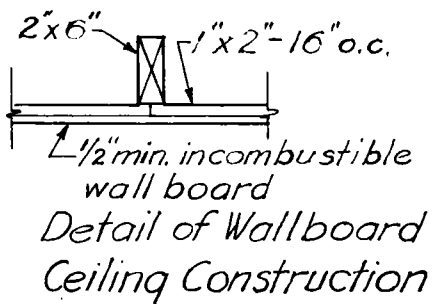 2"x6"
1"x2"-16"o.c.
1/2"min. incombustible
wall board
Detail of Wallboard
Ceiling Construction